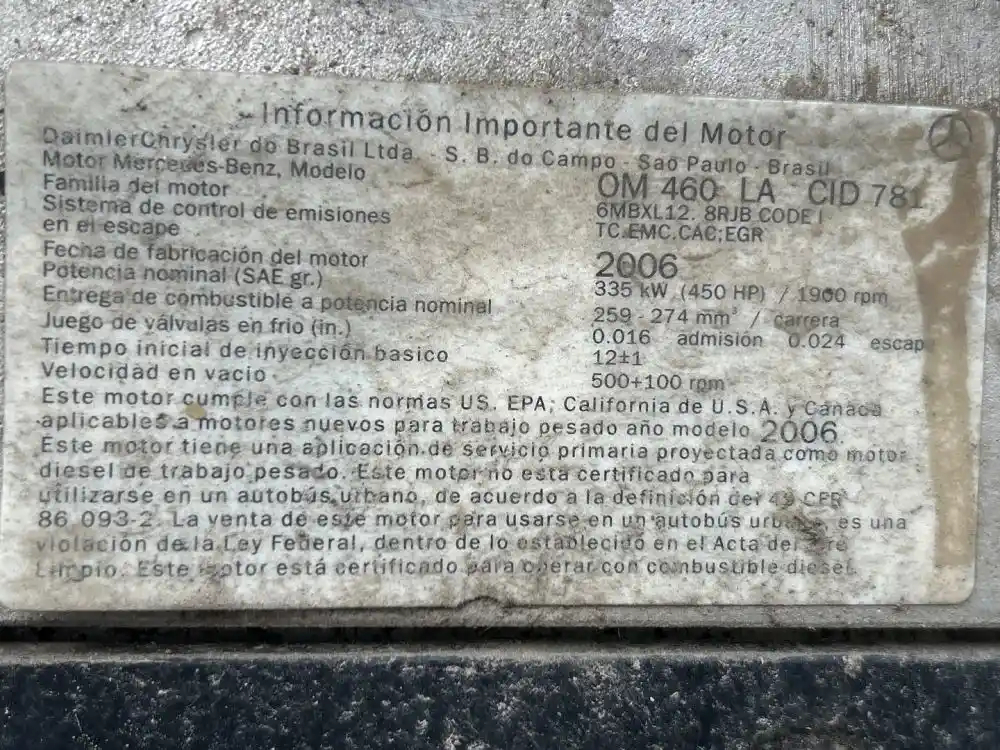 Información Importante del Motor
DaimlerChrysler do Brasil Ltda. - S. B. do Campo - Sao Paulo - Brasil
Motor Mercedes-Benz, Modelo OM 460 LA CID 781
Familia del motor 6MBXL12. 8RJB CODE I
Sistema de control de emisiones
en el escape TC.EMC.CAC;EGR
Fecha de fabricación del motor 2006
Potencia nominal (SAE gr.) 335 kW (450 HP) / 1900 rpm
Entrega de combustible a potencia nominal 259 - 274 mm³ / carrera
Juego de válvulas en frio (in.) 0.016 admisión 0.024 escap
Tiempo inicial de inyección basico 12±1
Velocidad en vacio 500+100 rpm
Este motor cumple con las normas US. EPA; California de U.S.A. y Canada
aplicables a motores nuevos para trabajo pesado año modelo 2006.
Este motor tiene una aplicación de servicio primaria proyectada como motor
diesel de trabajo pesado. Este motor no esta certificado para
utilizarse en un autobús urbano, de acuerdo a la definición del CFR
86 093-2. La venta de este motor para usarse en un autobús es una
violación de la Ley Federal, dentro de lo establecido en el Acta del
Limpio. Este motor está certificado para operar con combustible diesel.